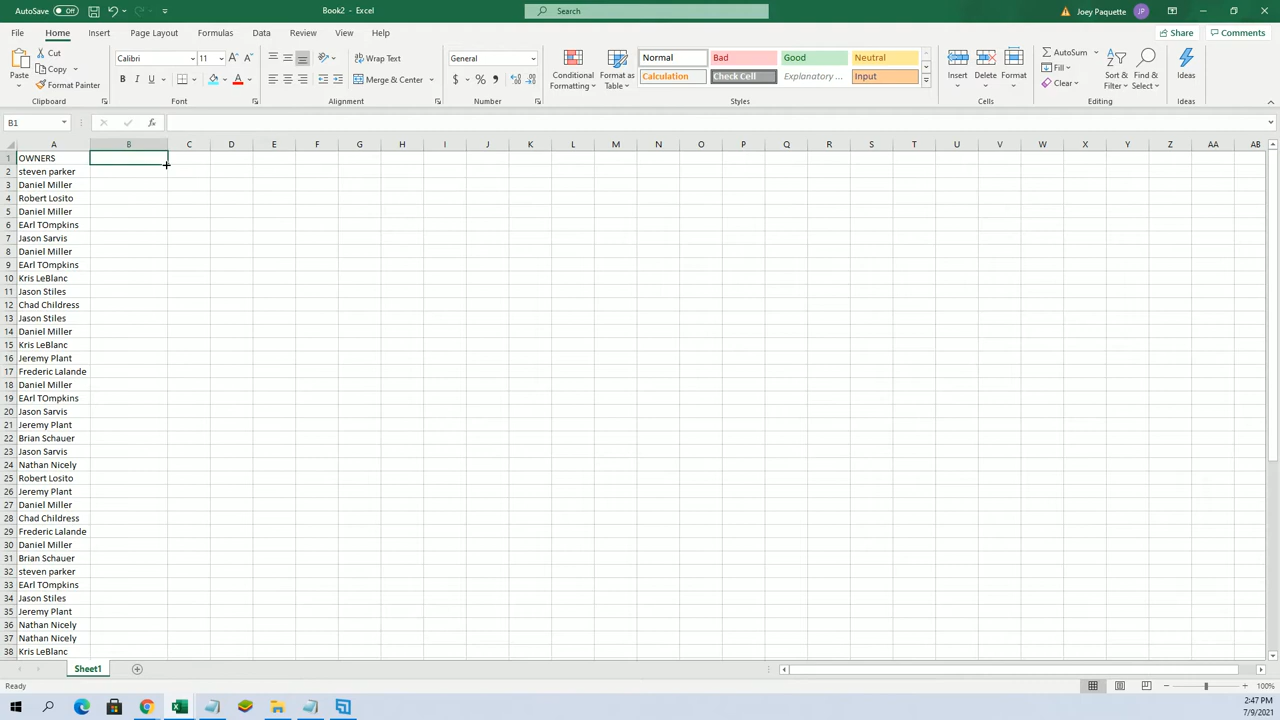 AutoSave Off Book2 - Excel Search Joey Paquette JP
File Home Insert Page Layout Formulas Data Review View Help Share Comments
Paste Cut Copy Format Painter Clipboard
Calibri 11 A A B I U A Font
ab Wrap Text Merge & Center Alignment
General $ % , Number
Conditional Formatting Format as Table Normal Bad Good Neutral
Calculation Check Cell Explanatory ... Input Styles
Insert Delete Format Cells
AutoSum Fill Clear Sort & Filter Find & Select Editing
Ideas Ideas
B1 fx
A B C D E F G H I J K L M N O P Q R S T U V W X Y Z AA AB
1 OWNERS
2 steven parker
3 Daniel Miller
4 Robert Losito
5 Daniel Miller
6 EArl TOmpkins
7 Jason Sarvis
8 Daniel Miller
9 EArl TOmpkins
10 Kris LeBlanc
11 Jason Stiles
12 Chad Childress
13 Jason Stiles
14 Daniel Miller
15 Kris LeBlanc
16 Jeremy Plant
17 Frederic Lalande
18 Daniel Miller
19 EArl TOmpkins
20 Jason Sarvis
21 Jeremy Plant
22 Brian Schauer
23 Jason Sarvis
24 Nathan Nicely
25 Robert Losito
26 Jeremy Plant
27 Daniel Miller
28 Chad Childress
29 Frederic Lalande
30 Daniel Miller
31 Brian Schauer
32 steven parker
33 EArl TOmpkins
34 Jason Stiles
35 Jeremy Plant
36 Nathan Nicely
37 Nathan Nicely
38 Kris LeBlanc
Sheet1
Ready 100%
2:47 PM
7/9/2021